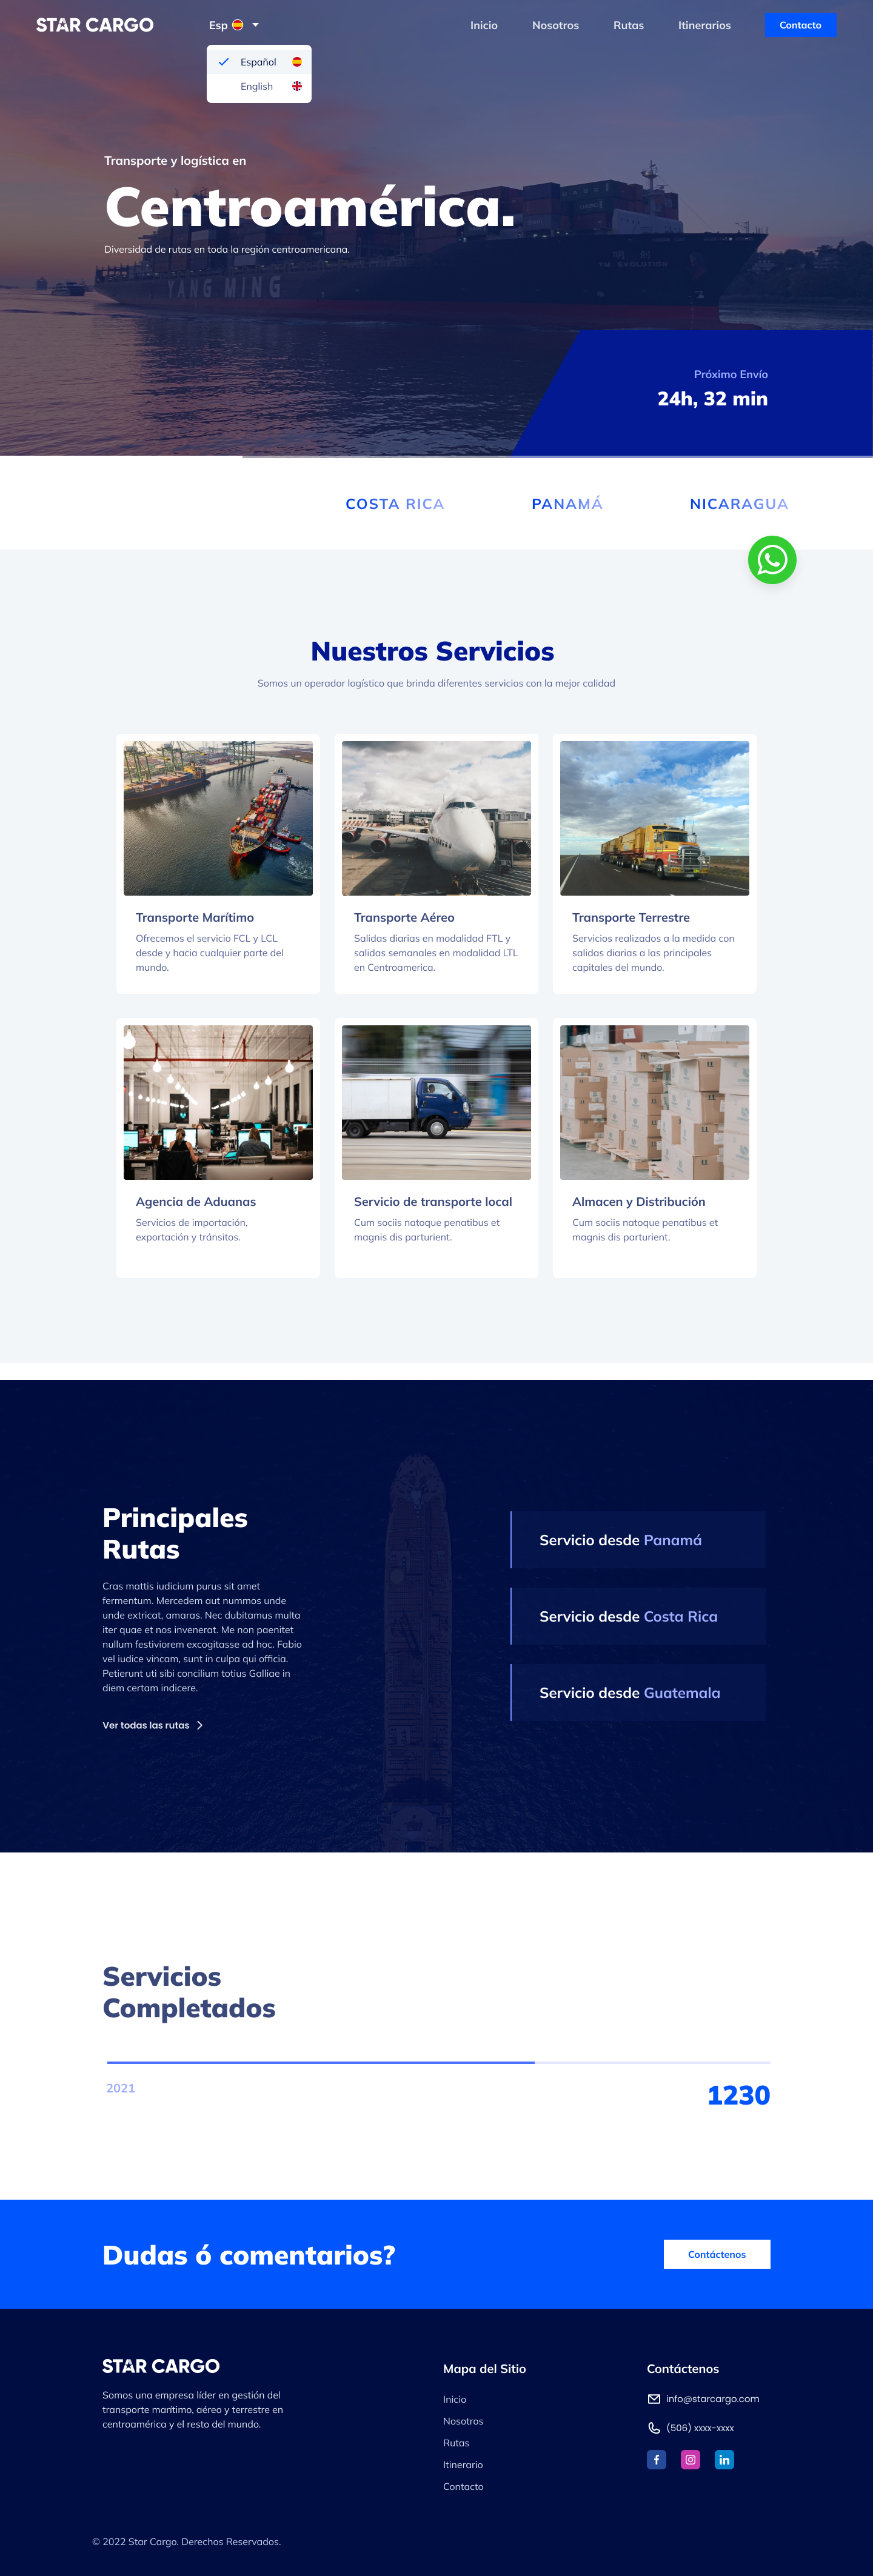 STAR CARGO
Esp
Inicio
Nosotros
Rutas
Itinerarios
Contacto
Español
English
Transporte y logística en
Centroamérica.
Diversidad de rutas en toda la región centroamericana.
YANG MING
YM EVOLUTION
Próximo Envío
24h, 32 min
COSTA RICA
PANAMÁ
NICARAGUA
Nuestros Servicios
Somos un operador logístico que brinda diferentes servicios con la mejor calidad
Transporte Marítimo
Ofrecemos el servicio FCL y LCL
desde y hacia cualquier parte del
mundo.
Transporte Aéreo
Salidas diarias en modalidad FTL y
salidas semanales en modalidad LTL
en Centroamerica.
Transporte Terrestre
Servicios realizados a la medida con
salidas diarias a las principales
capitales del mundo.
Agencia de Aduanas
Servicios de importación,
exportación y tránsitos.
Servicio de transporte local
Cum sociis natoque penatibus et
magnis dis parturient.
Almacen y Distribución
Cum sociis natoque penatibus et
magnis dis parturient.
Principales
Rutas
Cras mattis iudicium purus sit amet
fermentum. Mercedem aut nummos unde
unde extricat, amaras. Nec dubitamus multa
iter quae et nos invenerat. Me non paenitet
nullum festiviorem excogitasse ad hoc. Fabio
vel iudice vincam, sunt in culpa qui officia.
Petierunt uti sibi concilium totius Galliae in
diem certam indicere.
Ver todas las rutas
Servicio desde Panamá
Servicio desde Costa Rica
Servicio desde Guatemala
Servicios
Completados
2021
1230
Dudas ó comentarios?
Contáctenos
STAR CARGO
Somos una empresa líder en gestión del
transporte marítimo, aéreo y terrestre en
centroamérica y el resto del mundo.
Mapa del Sitio
Inicio
Nosotros
Rutas
Itinerario
Contacto
Contáctenos
info@starcargo.com
(506) xxxx-xxxx
© 2022 Star Cargo. Derechos Reservados.